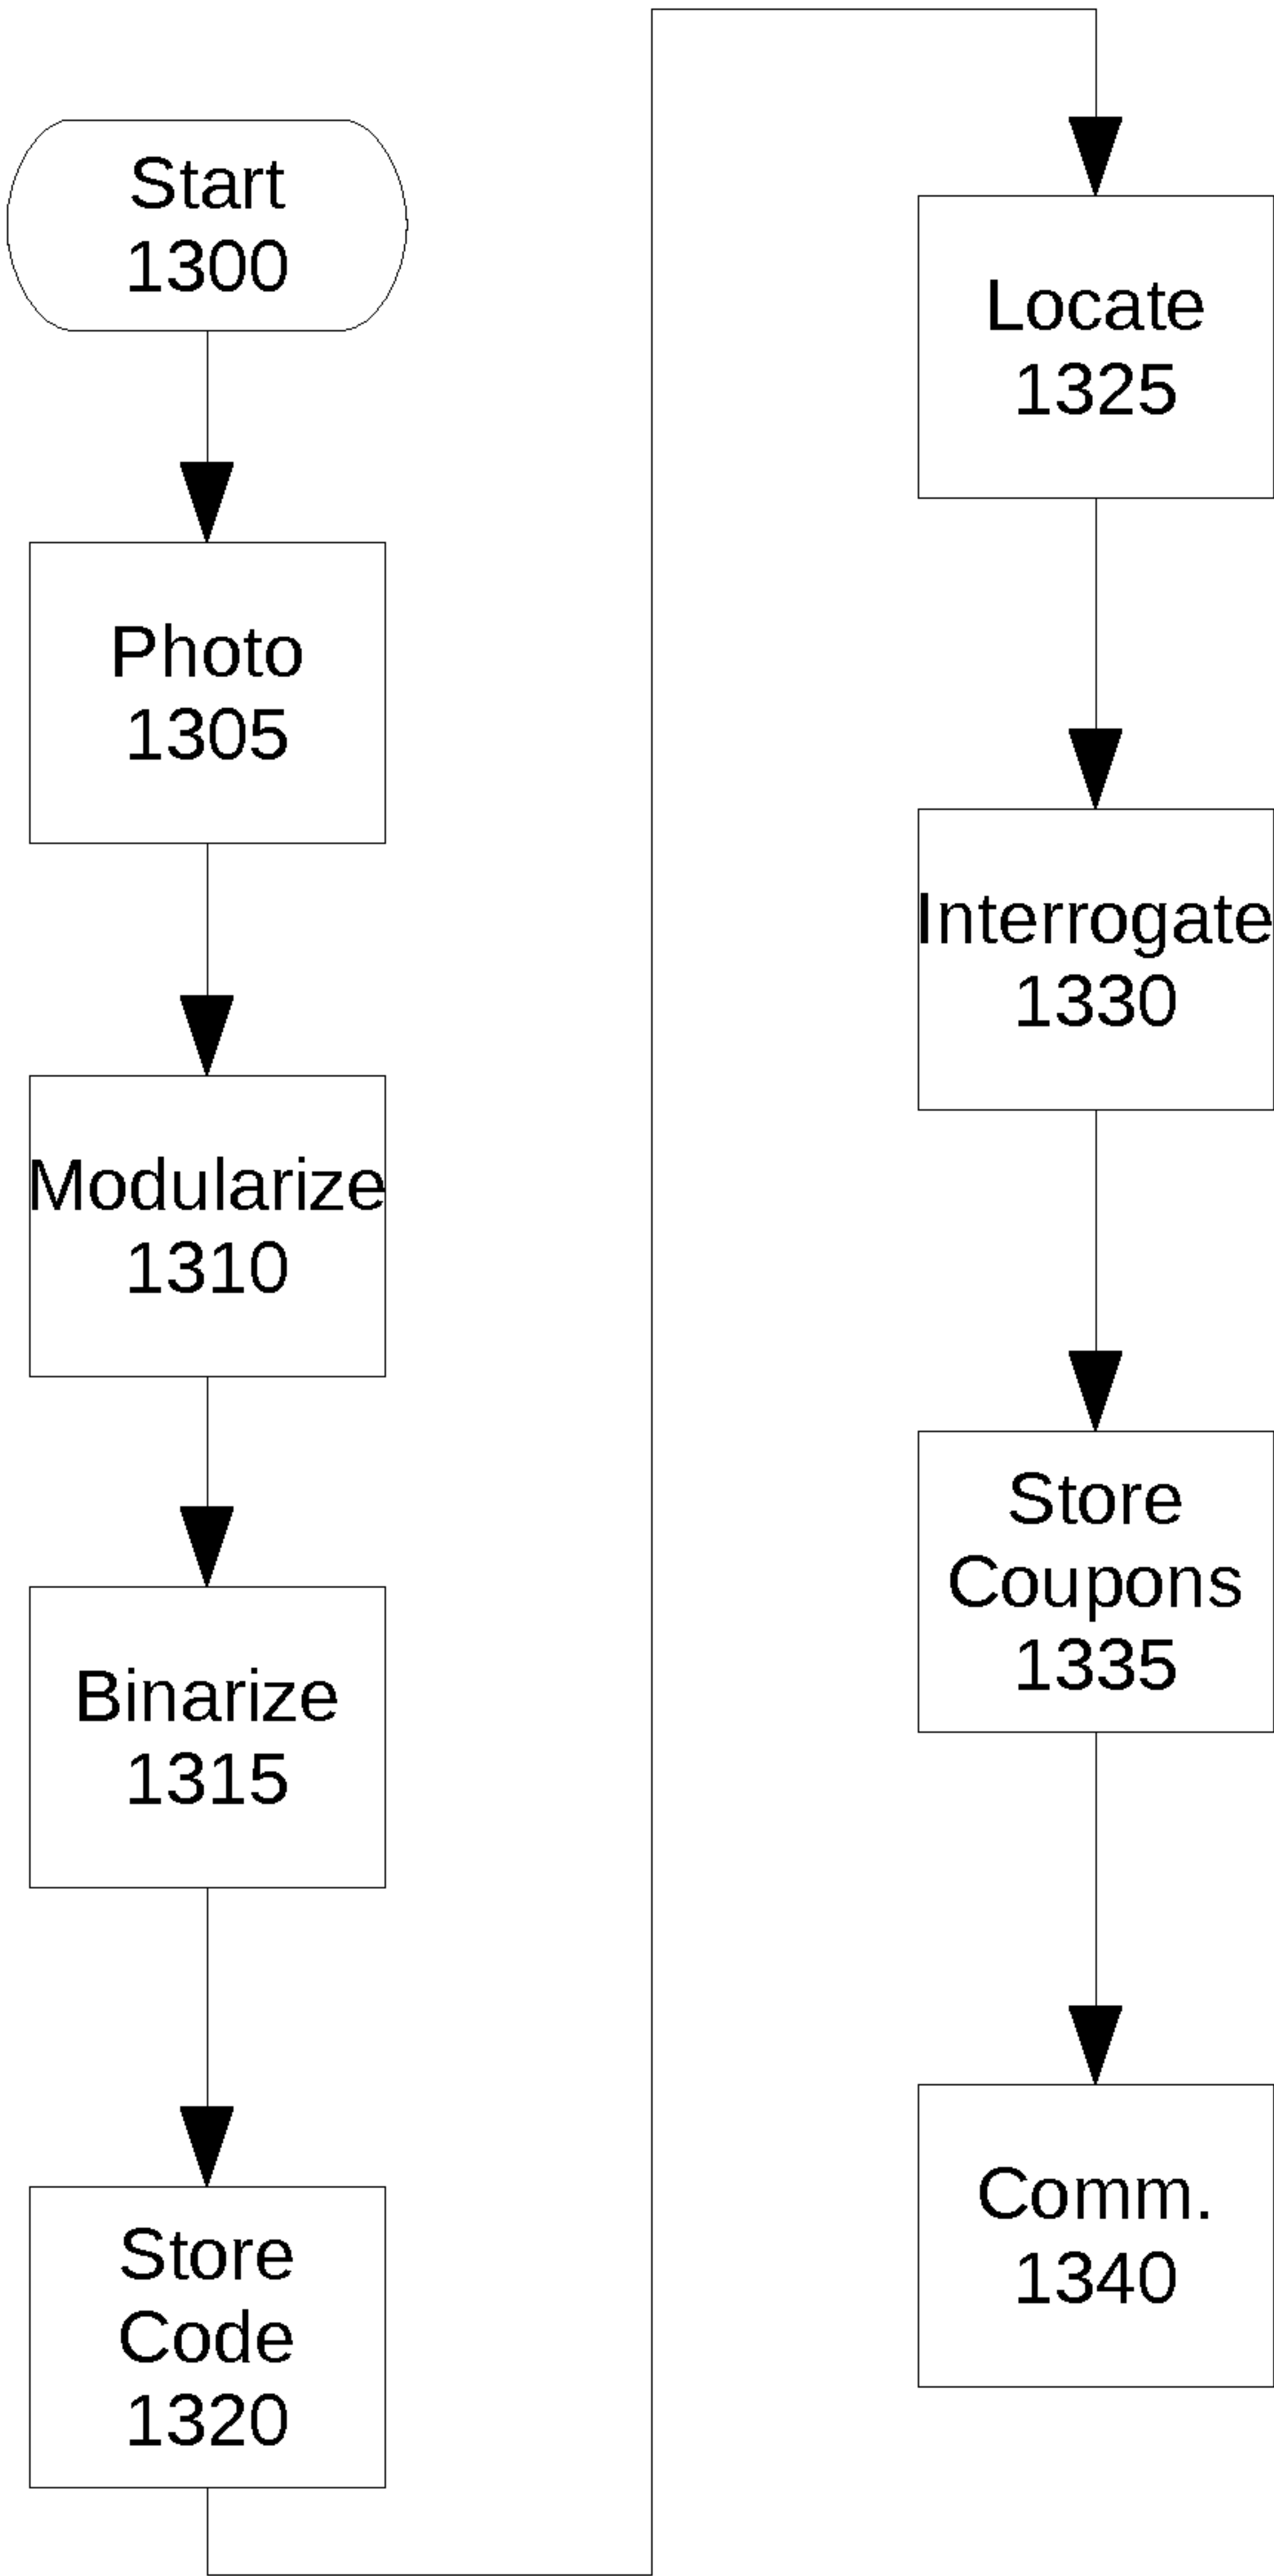 Start
1300
Photo
1305
Modularize
1310
Binarize
1315
Store
Code
1320
Locate
1325
Interrogate
1330
Store
Coupons
1335
Comm.
1340